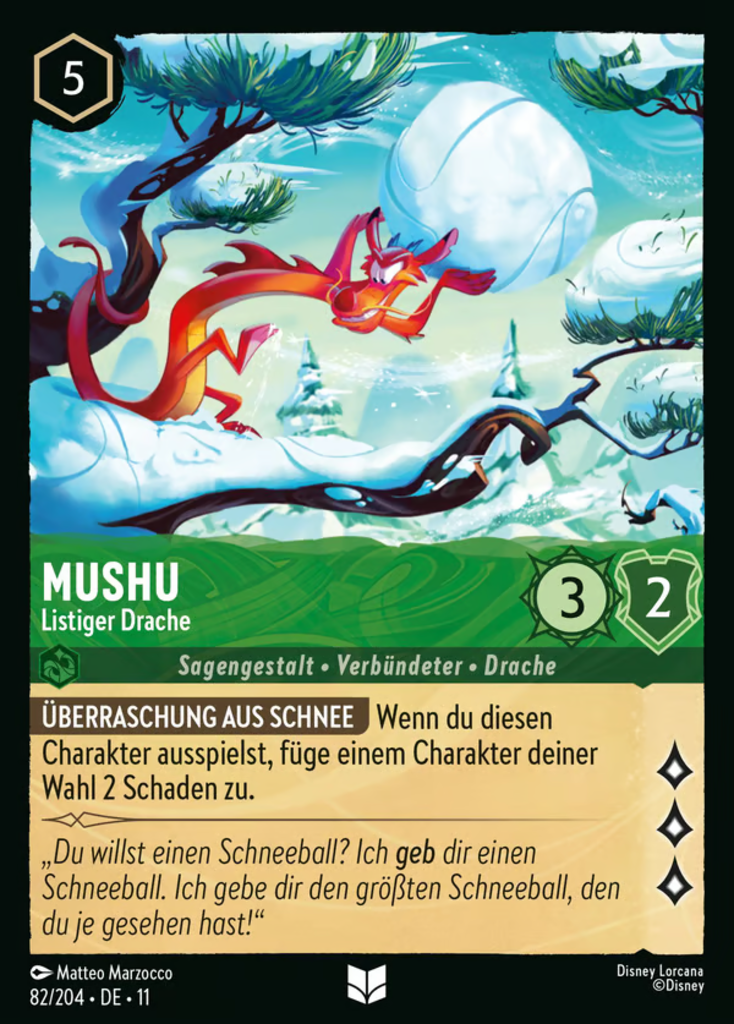 5
MUSHU
Listiger Drache
3
2
Sagengestalt • Verbündeter • Drache
ÜBERRASCHUNG AUS SCHNEE Wenn du diesen
Charakter ausspielst, füge einem Charakter deiner
Wahl 2 Schaden zu.
„Du willst einen Schneeball? Ich geb dir einen
Schneeball. Ich gebe dir den größten Schneeball, den
du je gesehen hast!“
Matteo Marzocco
82/204 • DE • 11
Disney Lorcana
©Disney